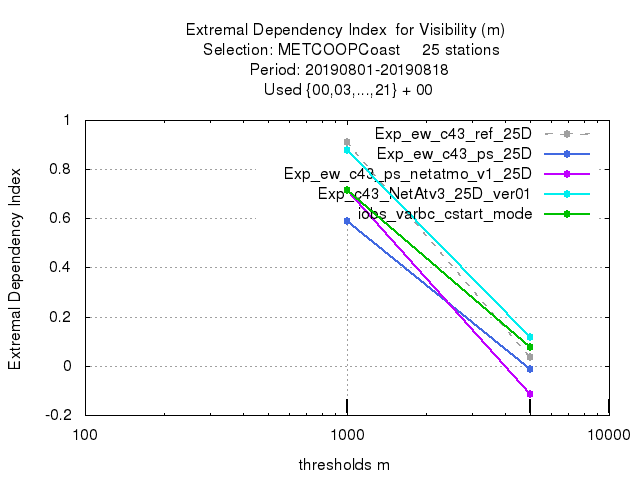 Extremal Dependency Index  for Visibility (m)
Selection: METCOOPCoast     25 stations
Period: 20190801-20190818
Used {00,03,...,21} + 00
Extremal Dependency Index
1
0.8
0.6
0.4
0.2
0
-0.2
Exp_ew_c43_ref_25D
Exp_ew_c43_ps_25D
Exp_ew_c43_ps_netatmo_v1_25D
Exp_c43_NetAtv3_25D_ver01
iobs_varbc_cstart_mode
100
1000
10000
thresholds m